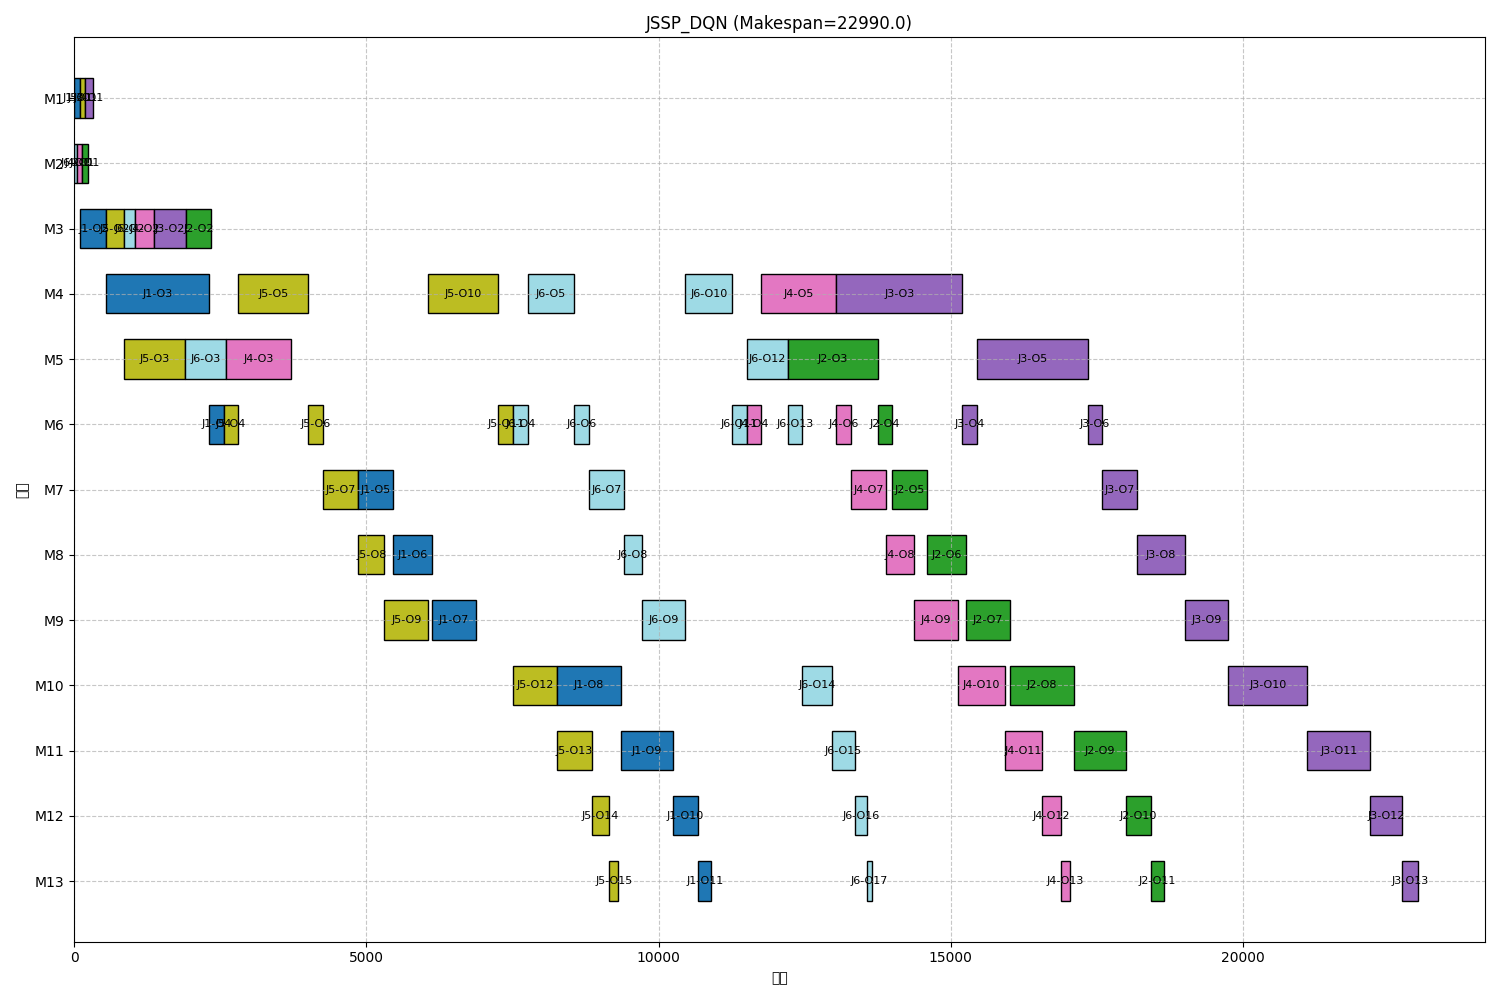 JSSP_DQN (Makespan=22990.0)
M1
M2
M3 J3-O2 J2-O2
M4 J1-O3 J5-O5 J5-O10 J6-O5 J6-O10 J4-O5 J3-O3
M5 J5-O3 J6-O3 J4-O3 J6-O12 J2-O3 J3-O5
M6 J5-O6 J6-O6 J6-O13 J4-O6 J2-O4 J3-O4 J3-O6
M7 J5-O7 J1-O5 J6-O7 J4-O7 J2-O5 J3-O7
M8 J5-O8 J1-O6 J6-O8 J4-O8 J2-O6 J3-O8
M9 J5-O9 J1-O7 J6-O9 J4-O9 J2-O7 J3-O9
M10 J5-O12 J1-O8 J6-O14 J4-O10 J2-O8 J3-O10
M11 J5-O13 J1-O9 J6-O15 J4-O11 J2-O9 J3-O11
M12 J5-O14 J1-O10 J6-O16 J4-O12 J2-O10 J3-O12
M13 J5-O15 J1-O11 J6-O17 J4-O13 J2-O11 J3-O13
0 5000 10000 15000 20000